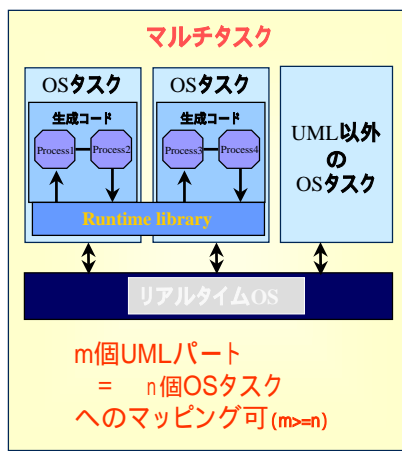 マルチタスク
OSタスク
生成コード
Process1
Process2
OSタスク
生成コード
Process3
Process4
UML以外
の
OSタスク
Runtime library
リアルタイムOS
m個UMLパート
= n個OSタスク
へのマッピング可(m>=n)